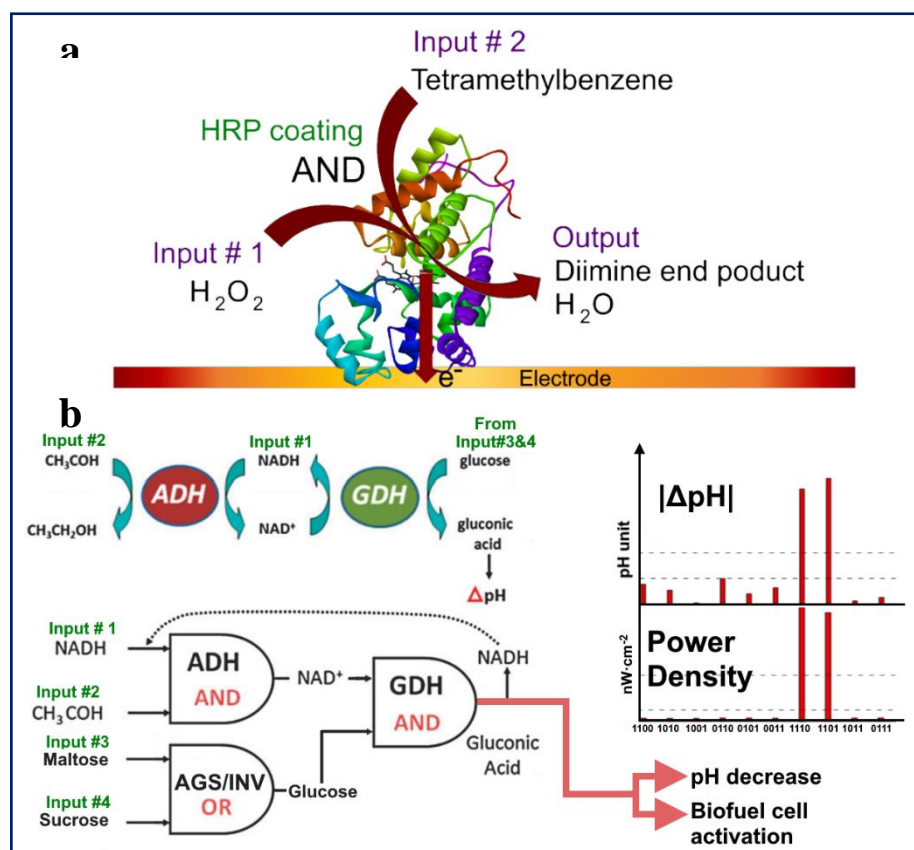 a
Input # 2
Tetramethylbenzene
HRP coating
AND
Input # 1
H₂O₂
Output
Diimine end poduct
H₂O
e⁻
Electrode
b
Input #2
CH₃COH
ADH
CH₃CH₂OH
Input #1
NADH
NAD⁺
GDH
From
Input#3&4
glucose
gluconic
acid
ΔpH
|ΔpH|
pH unit
Power
Density
nW·cm⁻²
1100 1010 1001 0110 0101 0011 1110 1101 1011 0111
Input # 1
NADH
Input #2
CH₃COH
ADH
AND
NAD⁺
GDH
AND
NADH
Gluconic
Acid
Input #3
Maltose
Input #4
Sucrose
AGS/INV
OR
Glucose
pH decrease
Biofuel cell
activation